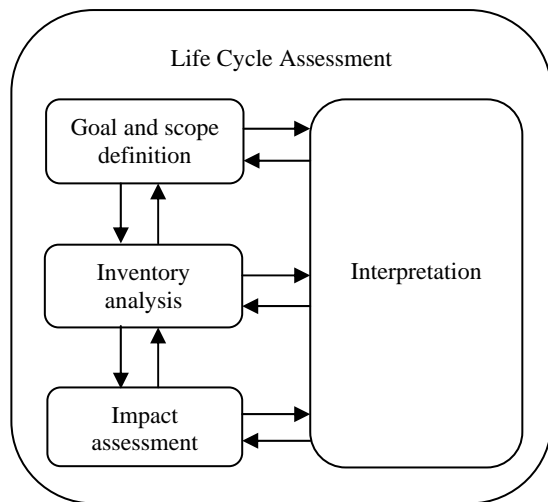 Life Cycle Assessment
Goal and scope
definition
Inventory
analysis
Interpretation
Impact
assessment